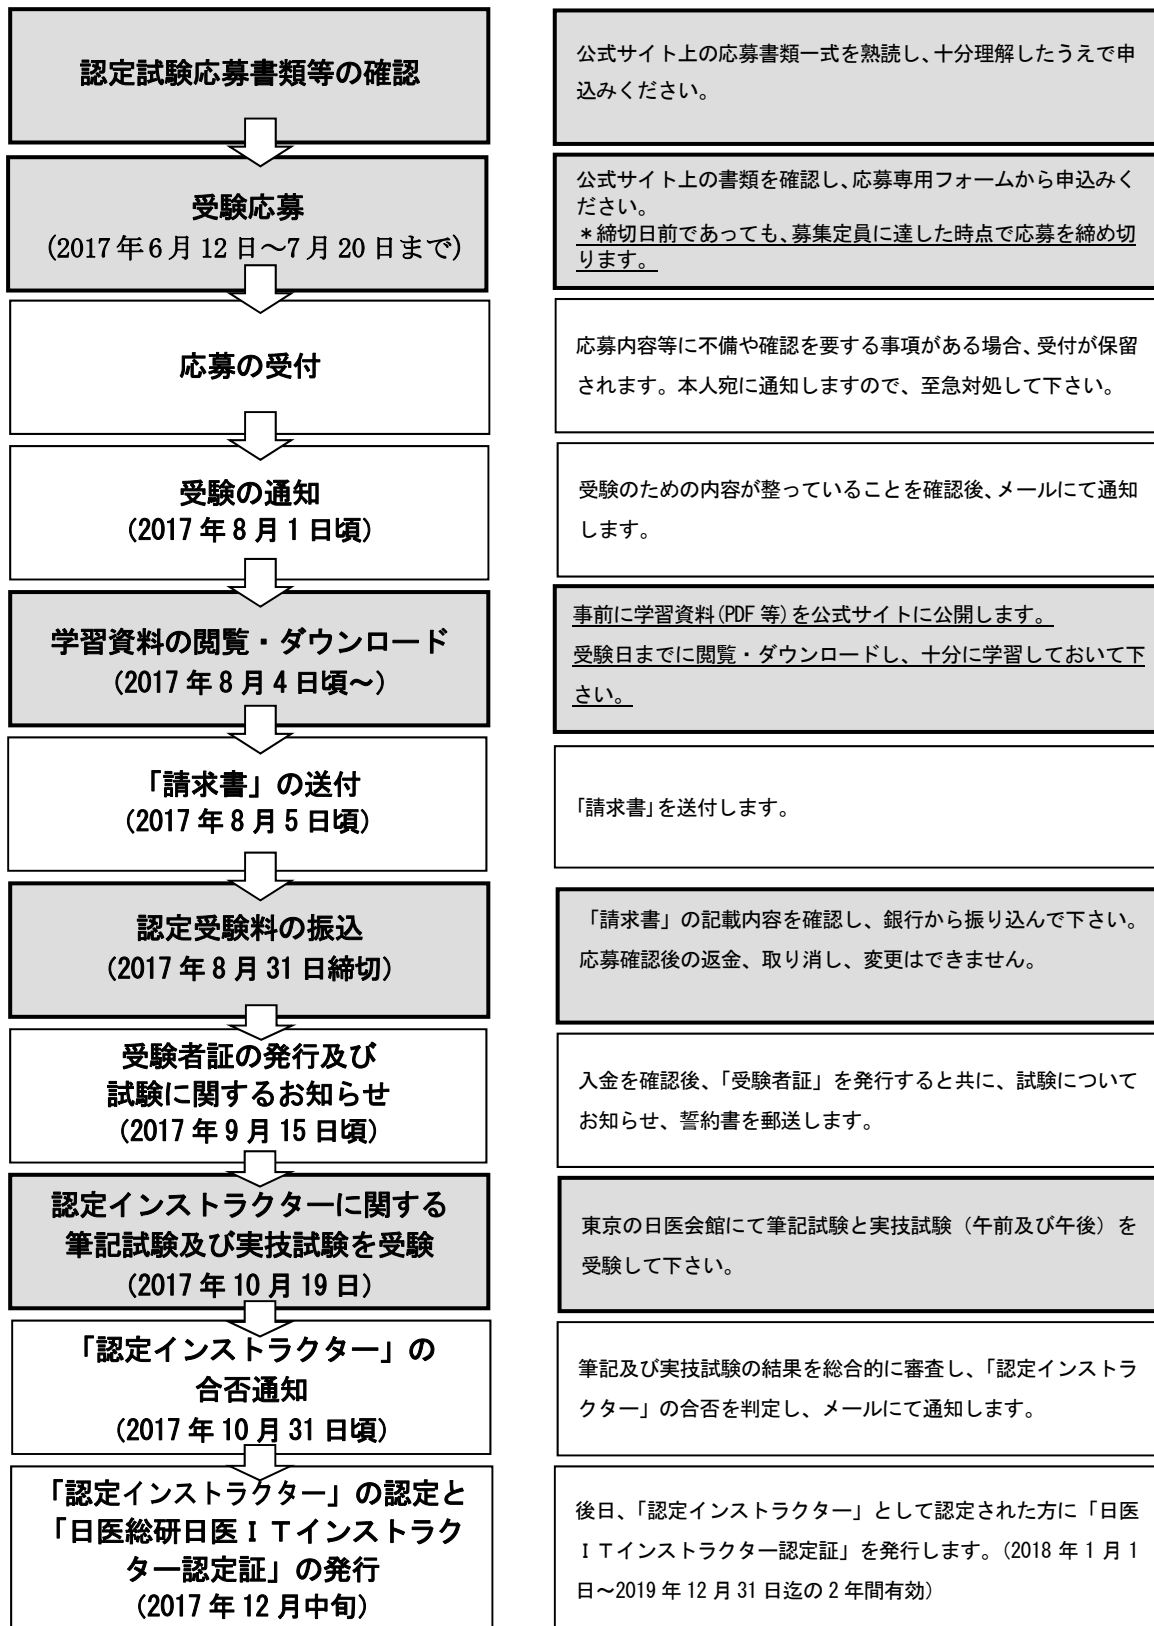 認定試験応募書類等の確認
公式サイト上の応募書類一式を熟読し、十分理解したうえで申
込みください。
受験応募
(2017年6月12日～7月20日まで)
公式サイト上の書類を確認し、応募専用フォームから申込みく
ださい。
＊締切日前であっても、募集定員に達した時点で応募を締め切
ります。
応募の受付
応募内容等に不備や確認を要する事項がある場合、受付が保留
されます。本人宛に通知しますので、至急対処して下さい。
受験の通知
(2017年8月1日頃)
受験のための内容が整っていることを確認後、メールにて通知
します。
学習資料の閲覧・ダウンロード
(2017年8月4日頃～)
事前に学習資料(PDF等)を公式サイトに公開します。
受験日までに閲覧・ダウンロードし、十分に学習しておいて下
さい。
「請求書」の送付
(2017年8月5日頃)
「請求書」を送付します。
認定受験料の振込
(2017年8月31日締切)
「請求書」の記載内容を確認し、銀行から振り込んで下さい。
応募確認後の返金、取り消し、変更はできません。
受験者証の発行及び
試験に関するお知らせ
(2017年9月15日頃)
入金を確認後、「受験者証」を発行すると共に、試験について
お知らせ、誓約書を郵送します。
認定インストラクターに関する
筆記試験及び実技試験を受験
(2017年10月19日)
東京の日医会館にて筆記試験と実技試験（午前及び午後）を
受験して下さい。
「認定インストラクター」の
合否通知
(2017年10月31日頃)
筆記及び実技試験の結果を総合的に審査し、「認定インストラ
クター」の合否を判定し、メールにて通知します。
「認定インストラクター」の認定と
「日医総研日医ＩＴインストラク
ター認定証」の発行
(2017年12月中旬)
後日、「認定インストラクター」として認定された方に「日医
ＩＴインストラクター認定証」を発行します。(2018年1月1
日～2019年12月31日迄の2年間有効)